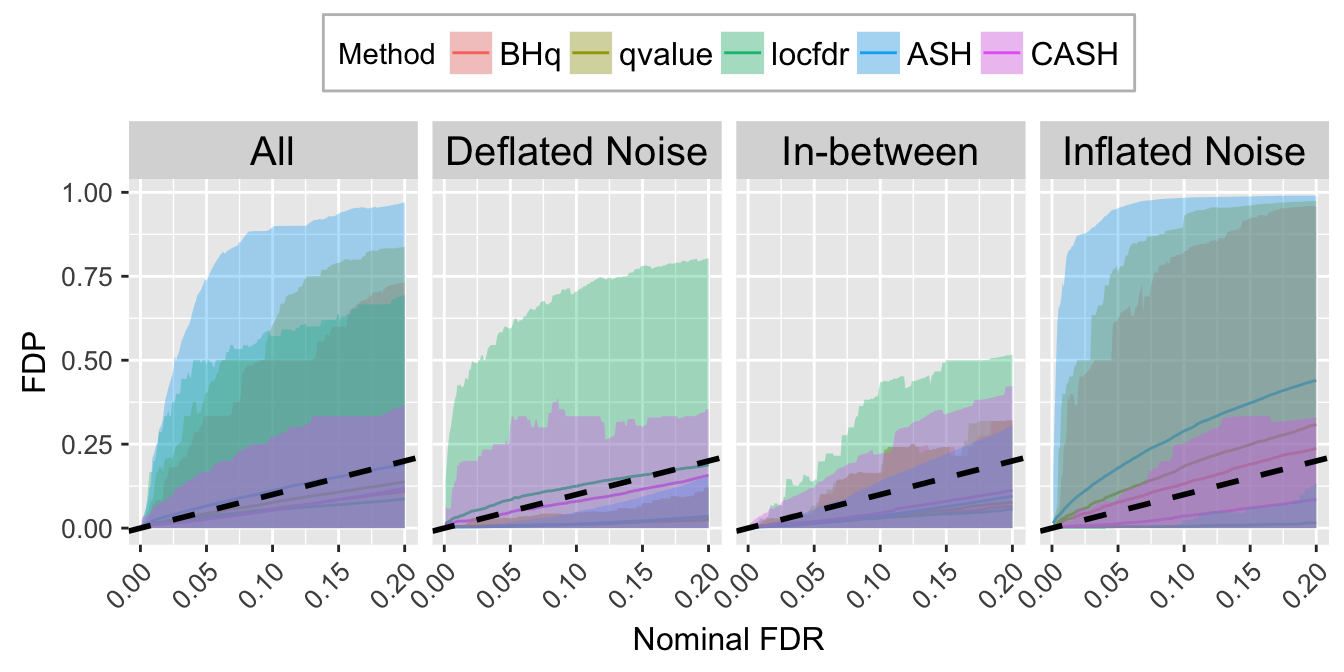 Method BHq qvalue locfdr ASH CASH
All Deflated Noise In-between Inflated Noise
1.00
0.75
0.50
0.25
0.00
FDP
0.00 0.05 0.10 0.15 0.20 0.00 0.05 0.10 0.15 0.20 0.00 0.05 0.10 0.15 0.20 0.00 0.05 0.10 0.15 0.20
Nominal FDR